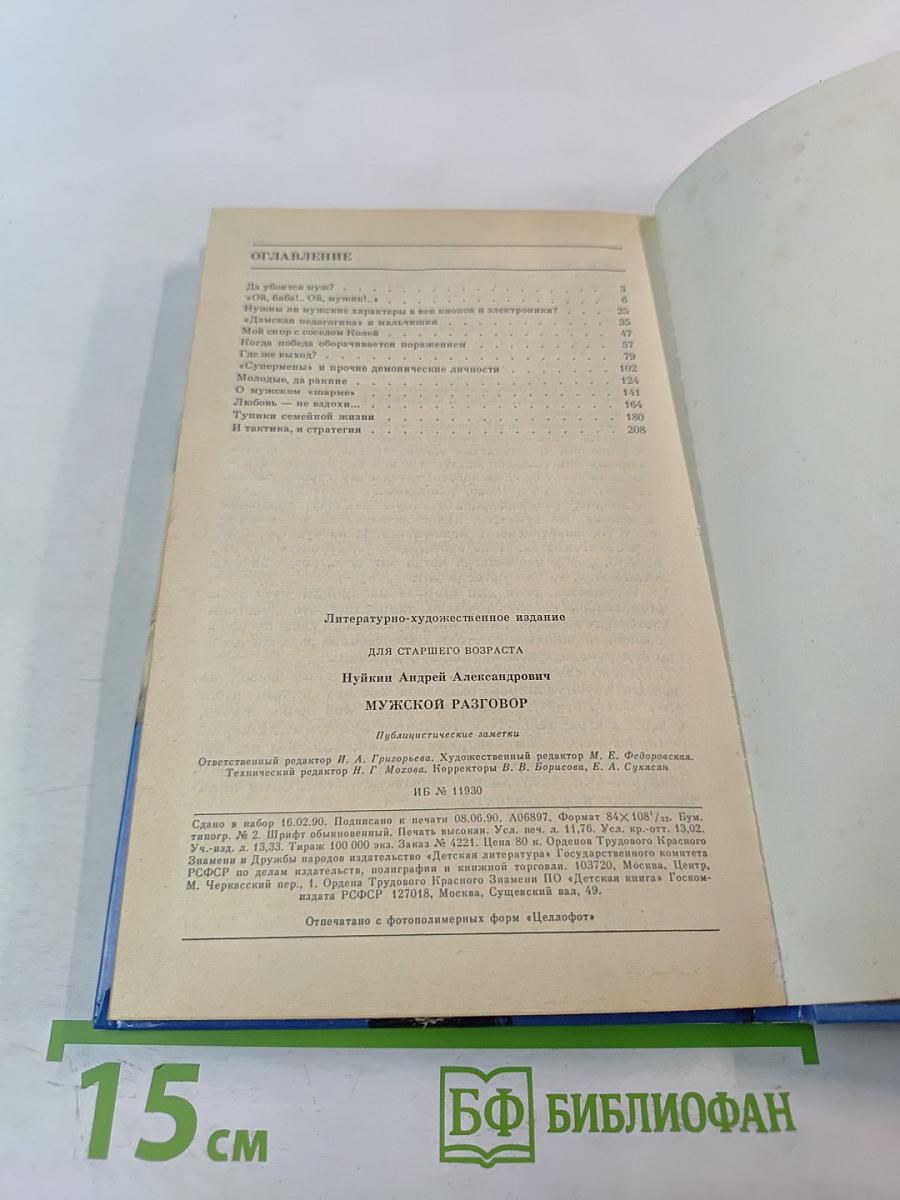 ОГЛАВЛЕНИЕ
Да убоится муж? . . . 3
«Ой, баба!.. Ой, мужик!..» . . . 6
Нужны ли мужские характеры в век кнопок и электроники? . . . 25
«Дамская педагогика» и мальчишки . . . 35
Мой спор с соседом Колей . . . 47
Когда победа оборачивается поражением . . . 57
Где же выход? . . . 79
«Супермены» и прочие демонические личности . . . 102
Молодые, да ранние . . . 124
О мужском «шарме» . . . 141
Любовь — не вздохи... . . . 164
Тупики семейной жизни . . . 180
И тактика, и стратегия . . . 208
Литературно-художественное издание
ДЛЯ СТАРШЕГО ВОЗРАСТА
Нуйкин Андрей Александрович
МУЖСКОЙ РАЗГОВОР
Публицистические заметки
Ответственный редактор И. А. Григорьева. Художественный редактор М. Е. Федоровская.
Технический редактор Н. Г Мохова. Корректоры В. В. Борисова, Е. А. Сукясян
ИБ № 11930
Сдано в набор 16.02.90. Подписано к печати 08.06.90. А06897. Формат 84×108¹/₃₂. Бум.
типогр. № 2. Шрифт обыкновенный. Печать высокая. Усл. печ. л. 11,76. Усл. кр.-отт. 13,02.
Уч.-изд. л. 13,33. Тираж 100 000 экз. Заказ № 4221. Цена 80 к. Орденов Трудового Красного
Знамени и Дружбы народов издательство «Детская литература» Государственного комитета
РСФСР по делам издательств, полиграфии и книжной торговли. 103720, Москва, Центр,
М. Черкасский пер., 1. Ордена Трудового Красного Знамени ПО «Детская книга» Госком-
издата РСФСР 127018, Москва, Сущевский вал, 49.
Отпечатано с фотополимерных форм «Целлофот»
15 см
БФ БИБЛИОФАН